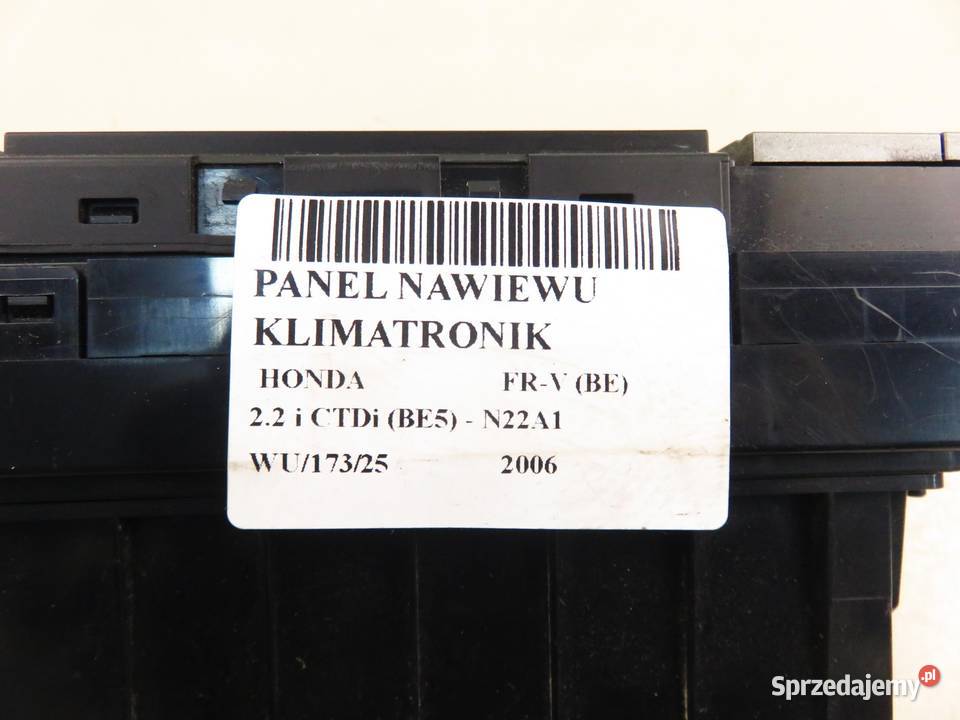 PANEL NAWIEWU
KLIMATRONIK
HONDA FR-V (BE)
2.2 i CTDi (BE5) - N22A1
WU/173/25 2006
Sprzedajemy.pl